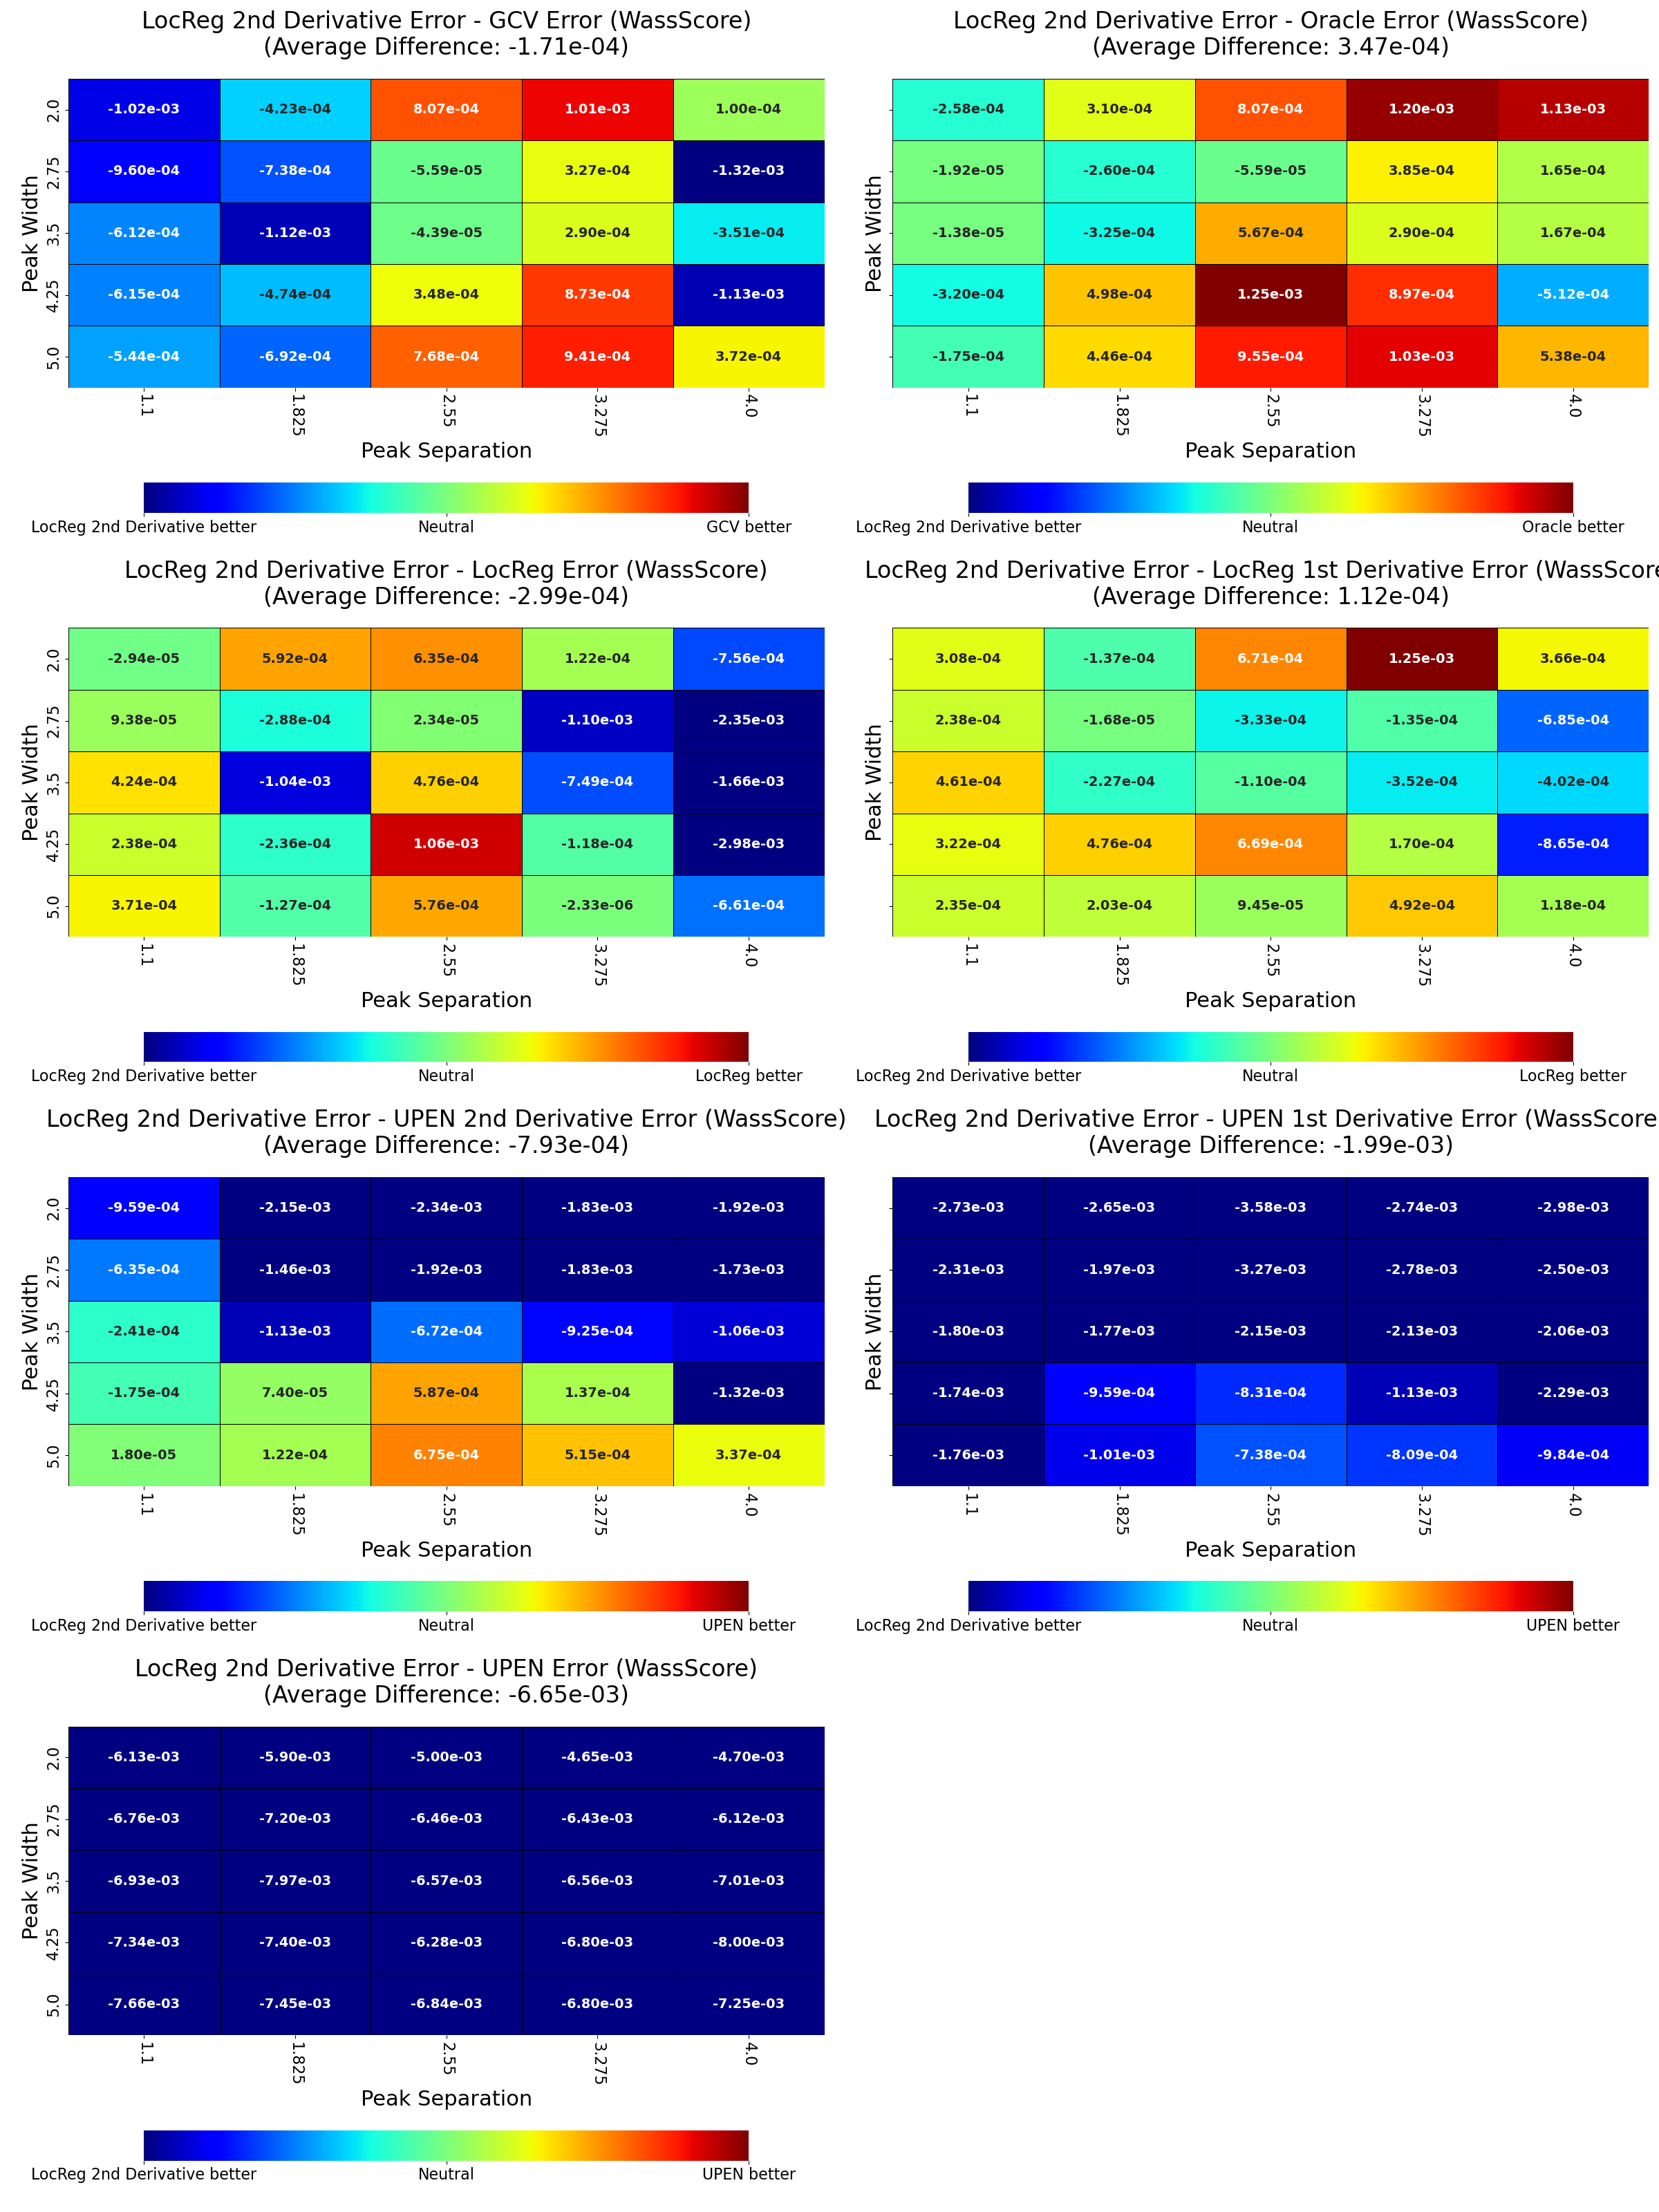 LocReg 2nd Derivative Error - GCV Error (WassScore)
(Average Difference: -1.71e-04)
Peak Width
2.0 -1.02e-03 -4.23e-04 8.07e-04 1.01e-03 1.00e-04
2.75 -9.60e-04 -7.38e-04 -5.59e-05 3.27e-04 -1.32e-03
3.5 -6.12e-04 -1.12e-03 -4.39e-05 2.90e-04 -3.51e-04
4.25 -6.15e-04 -4.74e-04 3.48e-04 8.73e-04 -1.13e-03
5.0 -5.44e-04 -6.92e-04 7.68e-04 9.41e-04 3.72e-04
1.1 1.825 2.55 3.275 4.0
Peak Separation
LocReg 2nd Derivative better Neutral GCV better
LocReg 2nd Derivative Error - Oracle Error (WassScore)
(Average Difference: 3.47e-04)
Peak Width
-2.58e-04 3.10e-04 8.07e-04 1.20e-03 1.13e-03
-1.92e-05 -2.60e-04 -5.59e-05 3.85e-04 1.65e-04
-1.38e-05 -3.25e-04 5.67e-04 2.90e-04 1.67e-04
-3.20e-04 4.98e-04 1.25e-03 8.97e-04 -5.12e-04
-1.75e-04 4.46e-04 9.55e-04 1.03e-03 5.38e-04
1.1 1.825 2.55 3.275 4.0
Peak Separation
LocReg 2nd Derivative better Neutral Oracle better
LocReg 2nd Derivative Error - LocReg Error (WassScore)
(Average Difference: -2.99e-04)
Peak Width
2.0 -2.94e-05 5.92e-04 6.35e-04 1.22e-04 -7.56e-04
2.75 9.38e-05 -2.88e-04 2.34e-05 -1.10e-03 -2.35e-03
3.5 4.24e-04 -1.04e-03 4.76e-04 -7.49e-04 -1.66e-03
4.25 2.38e-04 -2.36e-04 1.06e-03 -1.18e-04 -2.98e-03
5.0 3.71e-04 -1.27e-04 5.76e-04 -2.33e-06 -6.61e-04
1.1 1.825 2.55 3.275 4.0
Peak Separation
LocReg 2nd Derivative better Neutral LocReg better
LocReg 2nd Derivative Error - LocReg 1st Derivative Error (WassScore
(Average Difference: 1.12e-04)
Peak Width
3.08e-04 -1.37e-04 6.71e-04 1.25e-03 3.66e-04
2.38e-04 -1.68e-05 -3.33e-04 -1.35e-04 -6.85e-04
4.61e-04 -2.27e-04 -1.10e-04 -3.52e-04 -4.02e-04
3.22e-04 4.76e-04 6.69e-04 1.70e-04 -8.65e-04
2.35e-04 2.03e-04 9.45e-05 4.92e-04 1.18e-04
1.1 1.825 2.55 3.275 4.0
Peak Separation
LocReg 2nd Derivative better Neutral LocReg better
LocReg 2nd Derivative Error - UPEN 2nd Derivative Error (WassScore)
(Average Difference: -7.93e-04)
Peak Width
2.0 -9.59e-04 -2.15e-03 -2.34e-03 -1.83e-03 -1.92e-03
2.75 -6.35e-04 -1.46e-03 -1.92e-03 -1.83e-03 -1.73e-03
3.5 -2.41e-04 -1.13e-03 -6.72e-04 -9.25e-04 -1.06e-03
4.25 -1.75e-04 7.40e-05 5.87e-04 1.37e-04 -1.32e-03
5.0 1.80e-05 1.22e-04 6.75e-04 5.15e-04 3.37e-04
1.1 1.825 2.55 3.275 4.0
Peak Separation
LocReg 2nd Derivative better Neutral UPEN better
LocReg 2nd Derivative Error - UPEN 1st Derivative Error (WassScore
(Average Difference: -1.99e-03)
Peak Width
-2.73e-03 -2.65e-03 -3.58e-03 -2.74e-03 -2.98e-03
-2.31e-03 -1.97e-03 -3.27e-03 -2.78e-03 -2.50e-03
-1.80e-03 -1.77e-03 -2.15e-03 -2.13e-03 -2.06e-03
-1.74e-03 -9.59e-04 -8.31e-04 -1.13e-03 -2.29e-03
-1.76e-03 -1.01e-03 -7.38e-04 -8.09e-04 -9.84e-04
1.1 1.825 2.55 3.275 4.0
Peak Separation
LocReg 2nd Derivative better Neutral UPEN better
LocReg 2nd Derivative Error - UPEN Error (WassScore)
(Average Difference: -6.65e-03)
Peak Width
2.0 -6.13e-03 -5.90e-03 -5.00e-03 -4.65e-03 -4.70e-03
2.75 -6.76e-03 -7.20e-03 -6.46e-03 -6.43e-03 -6.12e-03
3.5 -6.93e-03 -7.97e-03 -6.57e-03 -6.56e-03 -7.01e-03
4.25 -7.34e-03 -7.40e-03 -6.28e-03 -6.80e-03 -8.00e-03
5.0 -7.66e-03 -7.45e-03 -6.84e-03 -6.80e-03 -7.25e-03
1.1 1.825 2.55 3.275 4.0
Peak Separation
LocReg 2nd Derivative better Neutral UPEN better